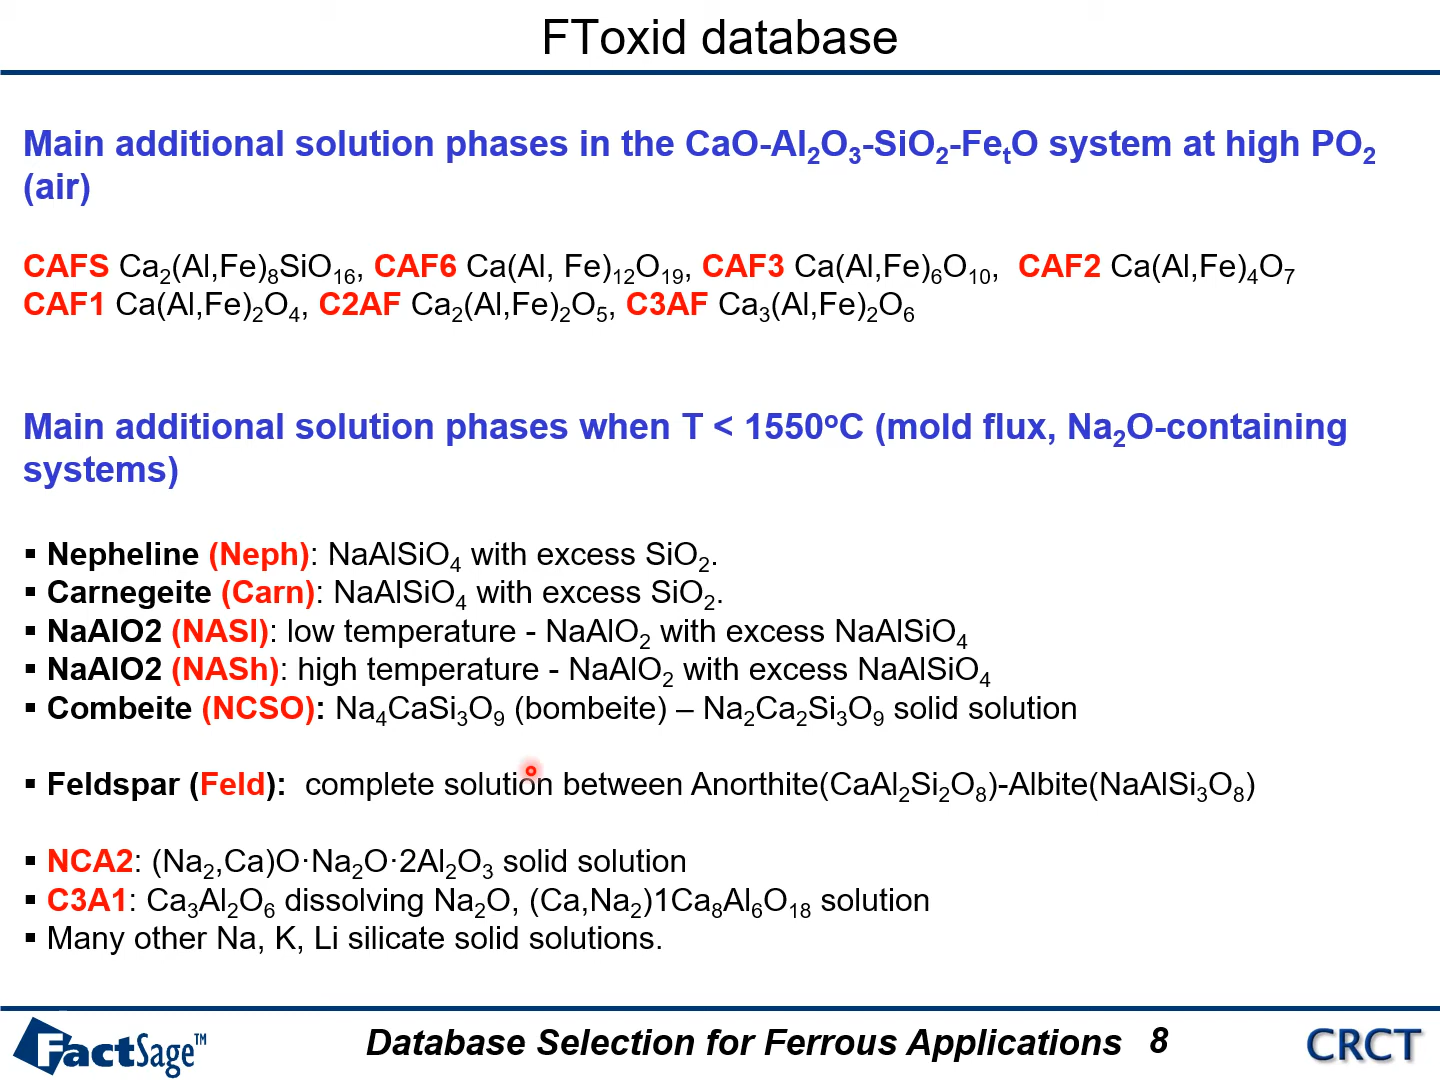 FToxid database
Main additional solution phases in the CaO-Al₂O₃-SiO₂-FeₜO system at high PO₂
(air)
CAFS Ca₂(Al,Fe)₈SiO₁₆, CAF6 Ca(Al, Fe)₁₂O₁₉, CAF3 Ca(Al,Fe)₆O₁₀, CAF2 Ca(Al,Fe)₄O₇
CAF1 Ca(Al,Fe)₂O₄, C2AF Ca₂(Al,Fe)₂O₅, C3AF Ca₃(Al,Fe)₂O₆
Main additional solution phases when T < 1550ºC (mold flux, Na₂O-containing
systems)
▪ Nepheline (Neph): NaAlSiO₄ with excess SiO₂.
▪ Carnegeite (Carn): NaAlSiO₄ with excess SiO₂.
▪ NaAlO2 (NASl): low temperature - NaAlO₂ with excess NaAlSiO₄
▪ NaAlO2 (NASh): high temperature - NaAlO₂ with excess NaAlSiO₄
▪ Combeite (NCSO): Na₄CaSi₃O₉ (bombeite) – Na₂Ca₂Si₃O₉ solid solution
▪ Feldspar (Feld): complete solution between Anorthite(CaAl₂Si₂O₈)-Albite(NaAlSi₃O₈)
▪ NCA2: (Na₂,Ca)O·Na₂O·2Al₂O₃ solid solution
▪ C3A1: Ca₃Al₂O₆ dissolving Na₂O, (Ca,Na₂)1Ca₈Al₆O₁₈ solution
▪ Many other Na, K, Li silicate solid solutions.
FactSage™
Database Selection for Ferrous Applications 8
CRCT